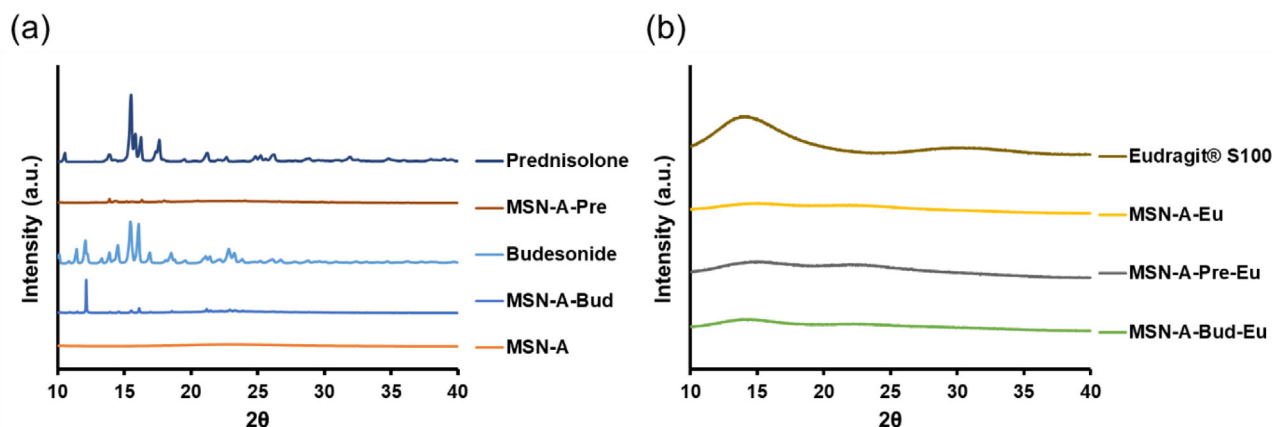 (a)
Intensity (a.u.)
Prednisolone
MSN-A-Pre
Budesonide
MSN-A-Bud
MSN-A
10 15 20 25 30 35 40
2θ
(b)
Intensity (a.u.)
Eudragit® S100
MSN-A-Eu
MSN-A-Pre-Eu
MSN-A-Bud-Eu
10 15 20 25 30 35 40
2θ